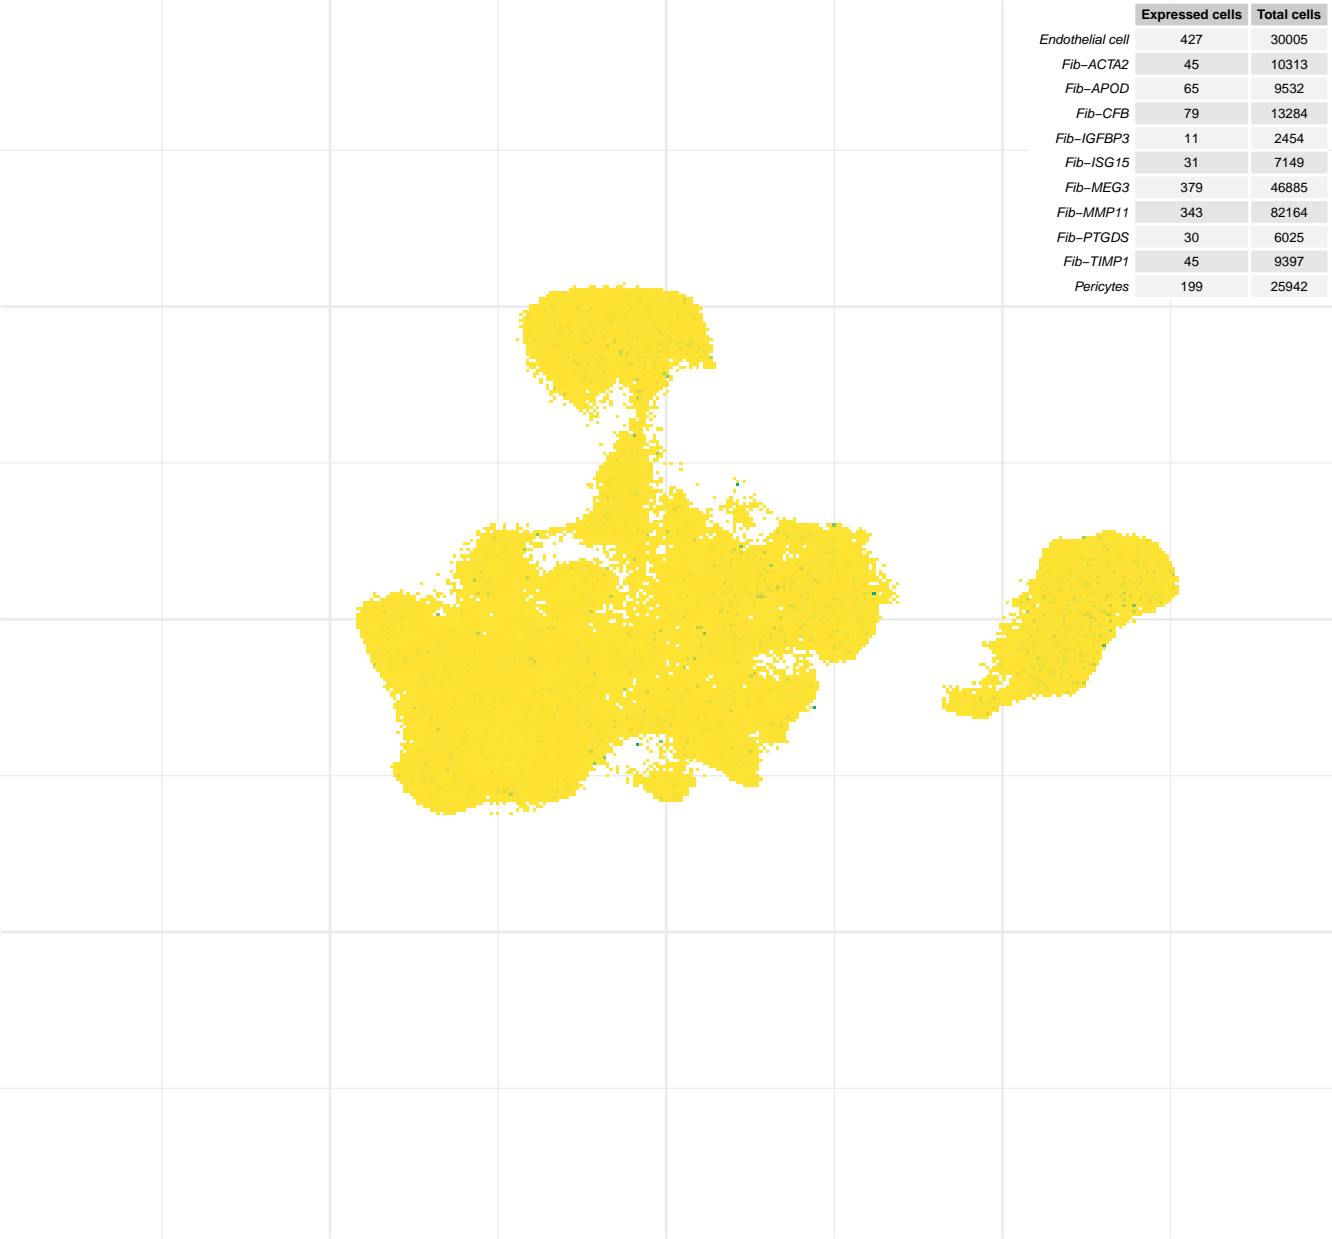 Expressed cells Total cells
Endothelial cell 427 30005
Fib−ACTA2 45 10313
Fib−APOD 65 9532
Fib−CFB 79 13284
Fib−IGFBP3 11 2454
Fib−ISG15 31 7149
Fib−MEG3 379 46885
Fib−MMP11 343 82164
Fib−PTGDS 30 6025
Fib−TIMP1 45 9397
Pericytes 199 25942